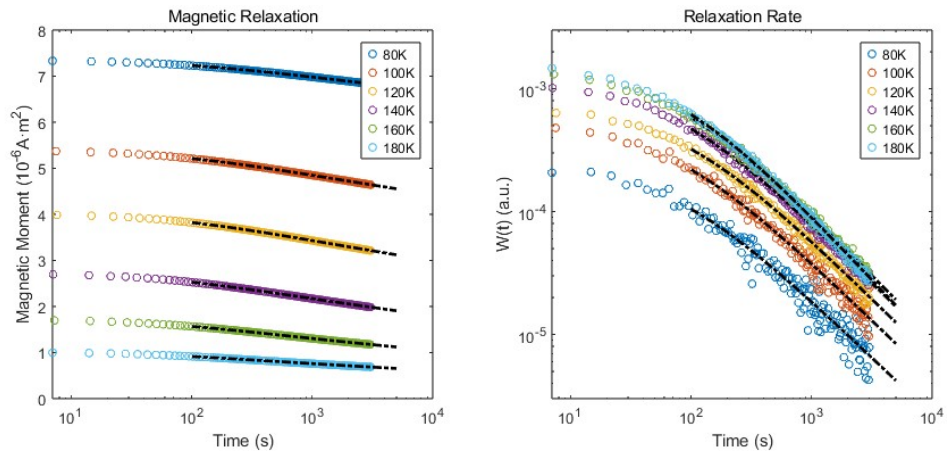 Magnetic Relaxation
8
7
6
5
4
3
2
1
0
Magnetic Moment (10⁻⁶A·m²)
80K
100K
120K
140K
160K
180K
10¹
10²
10³
10⁴
Time (s)
Relaxation Rate
10⁻³
10⁻⁴
10⁻⁵
W(t) (a.u.)
80K
100K
120K
140K
160K
180K
10¹
10²
10³
10⁴
Time (s)